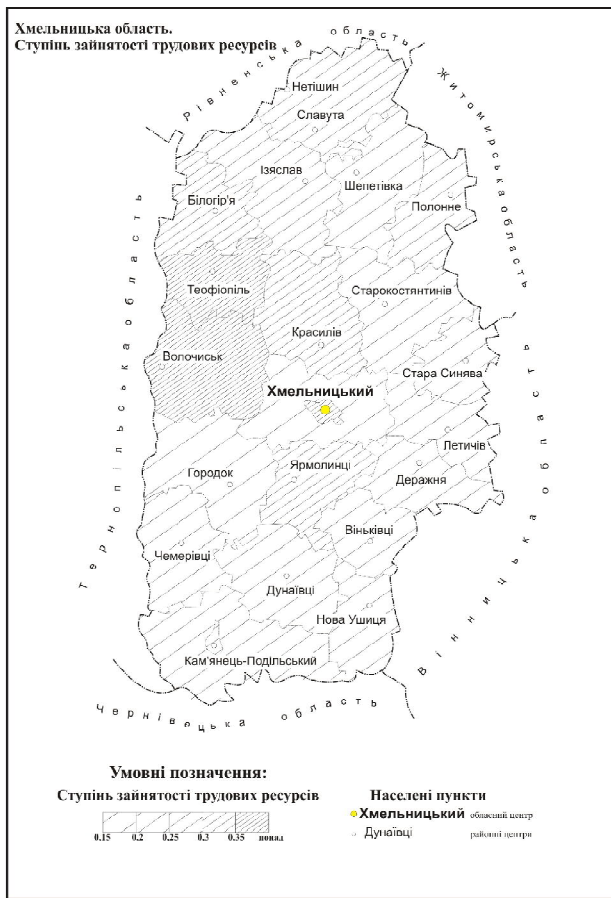 Хмельницька область.
Ступінь зайнятості трудових ресурсів
Рівненська область
Житомирська область
Нетішин
Славута
Ізяслав
Шепетівка
Білогір'я
Полонне
Теофіопіль
Старокостянтинів
Красилів
Волочиськ
Стара Синява
Хмельницький
Летичів
Городок
Ярмолинці
Деражня
Віньківці
Чемерівці
Дунаївці
Нова Ушиця
Кам'янець-Подільський
Тернопільська область
Вінницька область
Чернівецька область
Умовні позначення:
Ступінь зайнятості трудових ресурсів
0.15 0.2 0.25 0.3 0.35 понад
Населені пункти
Хмельницький обласний центр
Дунаївці районні центри